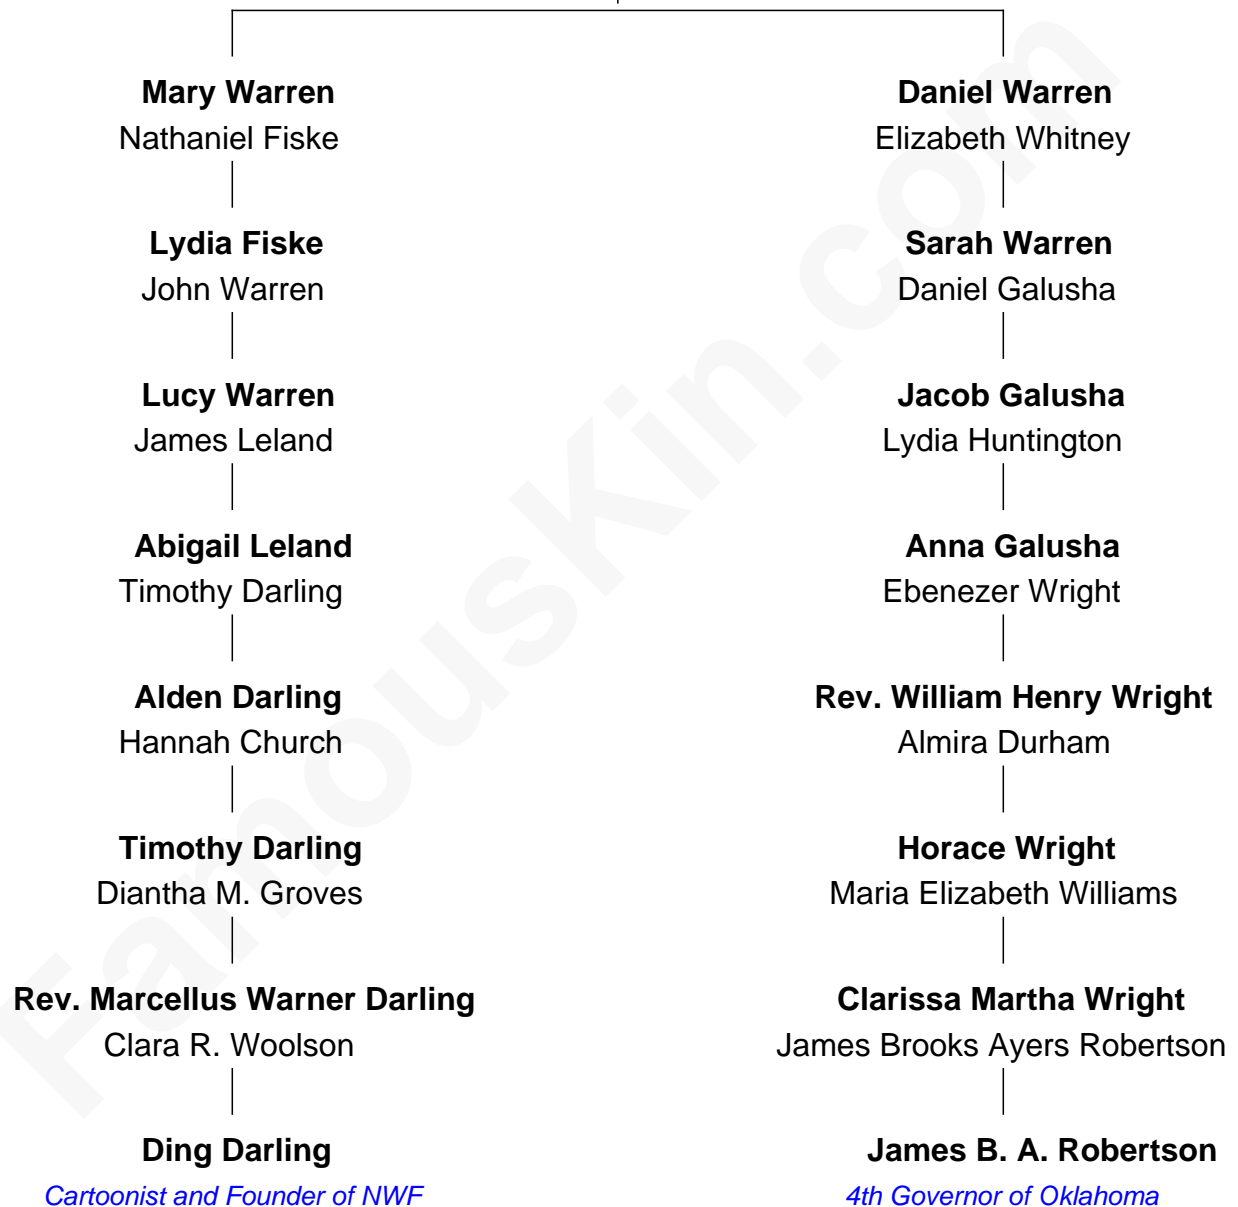 Mary Warren
Nathaniel Fiske
Lydia Fiske
John Warren
Lucy Warren
James Leland
Abigail Leland
Timothy Darling
Alden Darling
Hannah Church
Timothy Darling
Diantha M. Groves
Rev. Marcellus Warner Darling
Clara R. Woolson
Ding Darling
Cartoonist and Founder of NWF
Daniel Warren
Elizabeth Whitney
Sarah Warren
Daniel Galusha
Jacob Galusha
Lydia Huntington
Anna Galusha
Ebenezer Wright
Rev. William Henry Wright
Almira Durham
Horace Wright
Maria Elizabeth Williams
Clarissa Martha Wright
James Brooks Ayers Robertson
James B. A. Robertson
4th Governor of Oklahoma
FamousKin.com